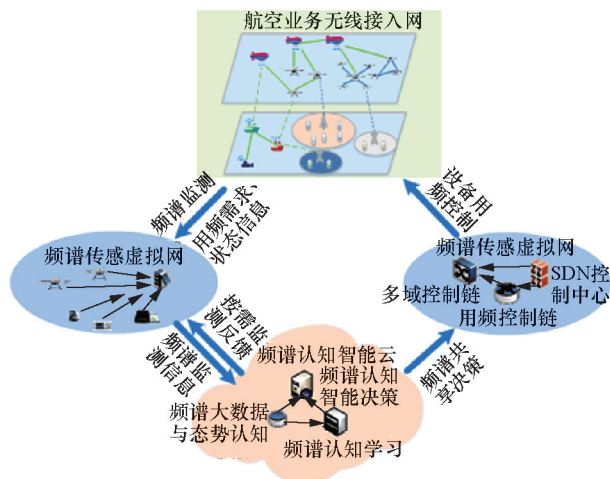 航空业务无线接入网
频谱监测
用频需求、
状态信息
设备用
频控制
频谱传感虚拟网
频谱传感虚拟网
SDN控
制中心
多域控制链
用频控制链
按需监
测反馈
频谱监
测信息
频谱共
享决策
频谱认知智能云
频谱认知
智能决策
频谱大数据
与态势认知
频谱认知学习